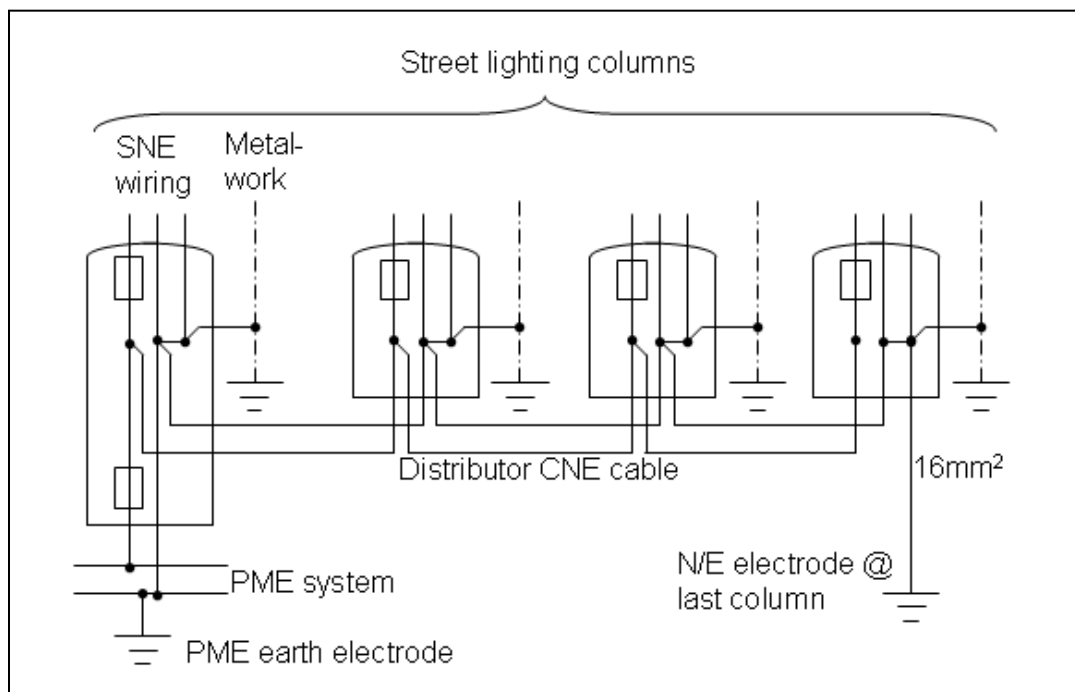 Street lighting columns
SNE
wiring
Metal-
work
Distributor CNE cable
16mm²
PME system
N/E electrode @
last column
PME earth electrode